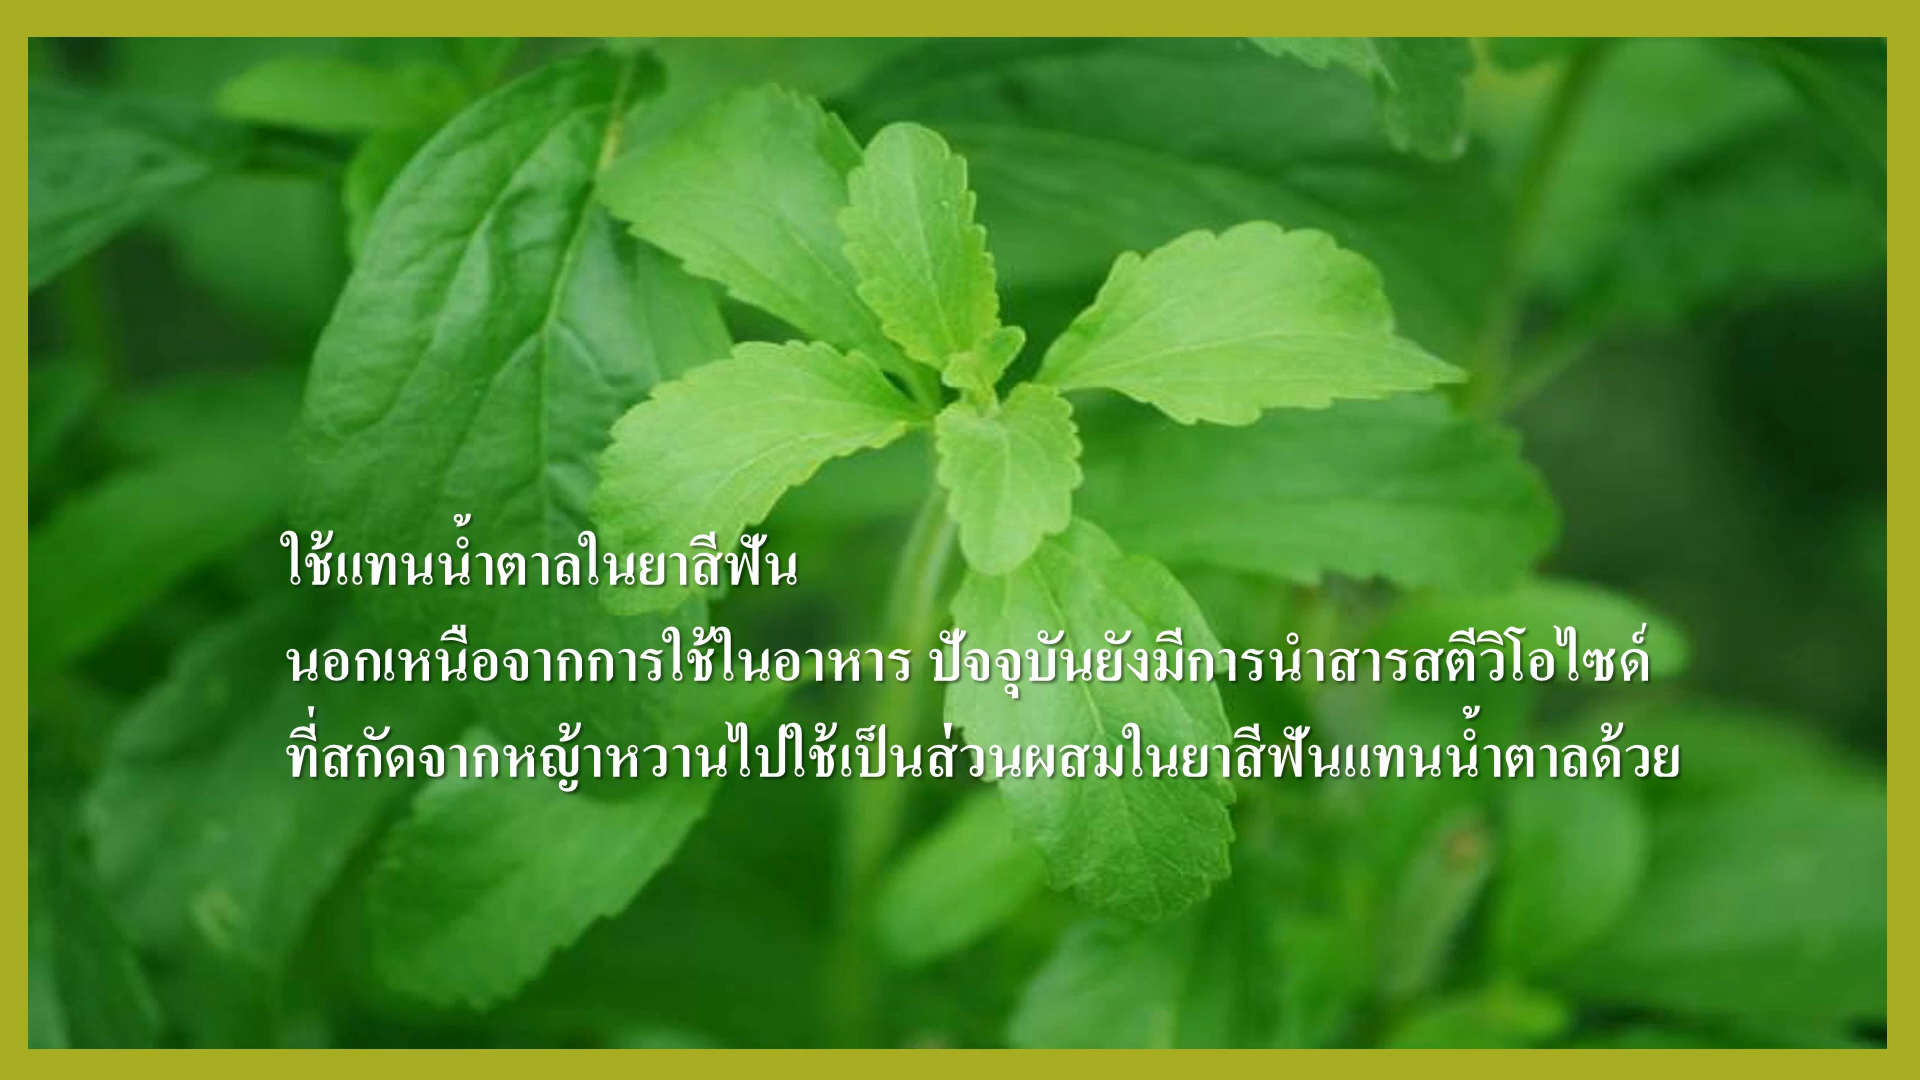 ใช้แทนน้ำตาลในยาสีฟัน
นอกเหนือจากการใช้ในอาหาร ปัจจุบันยังมีการนำสารสตีวิโอไซด์
ที่สกัดจากหญ้าหวานไปใช้เป็นส่วนผสมในยาสีฟันแทนน้ำตาลด้วย